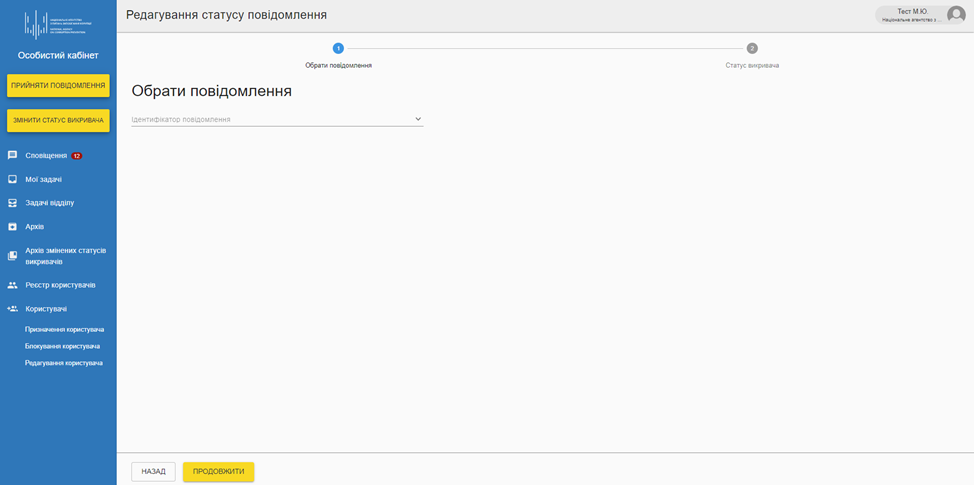 НАЦІОНАЛЬНЕ АГЕНТСТВО
Особистий кабінет
ПРИЙНЯТИ ПОВІДОМЛЕННЯ
ЗМІНИТИ СТАТУС ВИКРИВАЧА
Сповіщення 12
Мої задачі
Задачі відділу
Архів
Архів змінених статусів
викривачів
Реєстр користувачів
Користувачі
Призначення користувача
Блокування користувача
Редагування користувача
Редагування статусу повідомлення
Тест М.Ю.
Національне агентство з ...
1
Обрати повідомлення
2
Статус викривача
Обрати повідомлення
Ідентифікатор повідомлення
НАЗАД
ПРОДОВЖИТИ